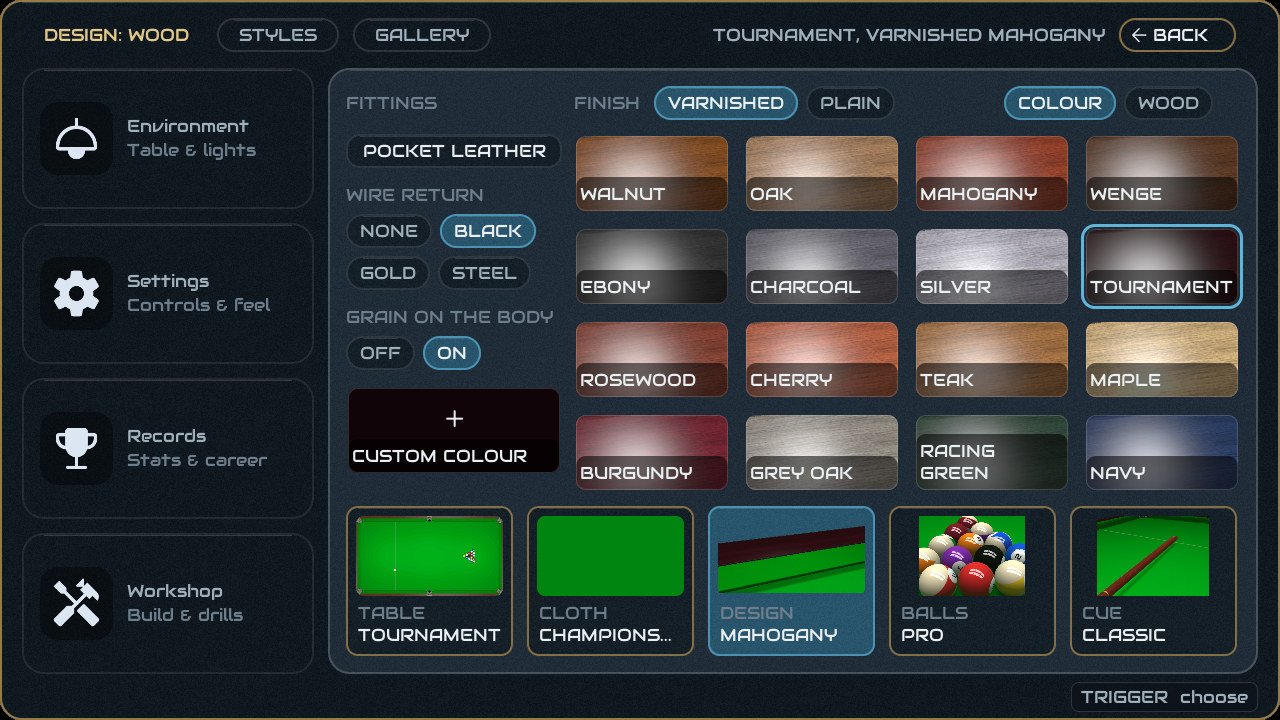 DESIGN: WOOD
STYLES
GALLERY
TOURNAMENT, VARNISHED MAHOGANY
← BACK
Environment
Table & lights
Settings
Controls & feel
Records
Stats & career
Workshop
Build & drills
FITTINGS
POCKET LEATHER
WIRE RETURN
NONE
BLACK
GOLD
STEEL
GRAIN ON THE BODY
OFF
ON
+
CUSTOM COLOUR
FINISH
VARNISHED
PLAIN
COLOUR
WOOD
WALNUT
OAK
MAHOGANY
WENGE
EBONY
CHARCOAL
SILVER
TOURNAMENT
ROSEWOOD
CHERRY
TEAK
MAPLE
BURGUNDY
GREY OAK
RACING
GREEN
NAVY
TABLE
TOURNAMENT
CLOTH
CHAMPIONS...
DESIGN
MAHOGANY
BALLS
PRO
CUE
CLASSIC
TRIGGER choose